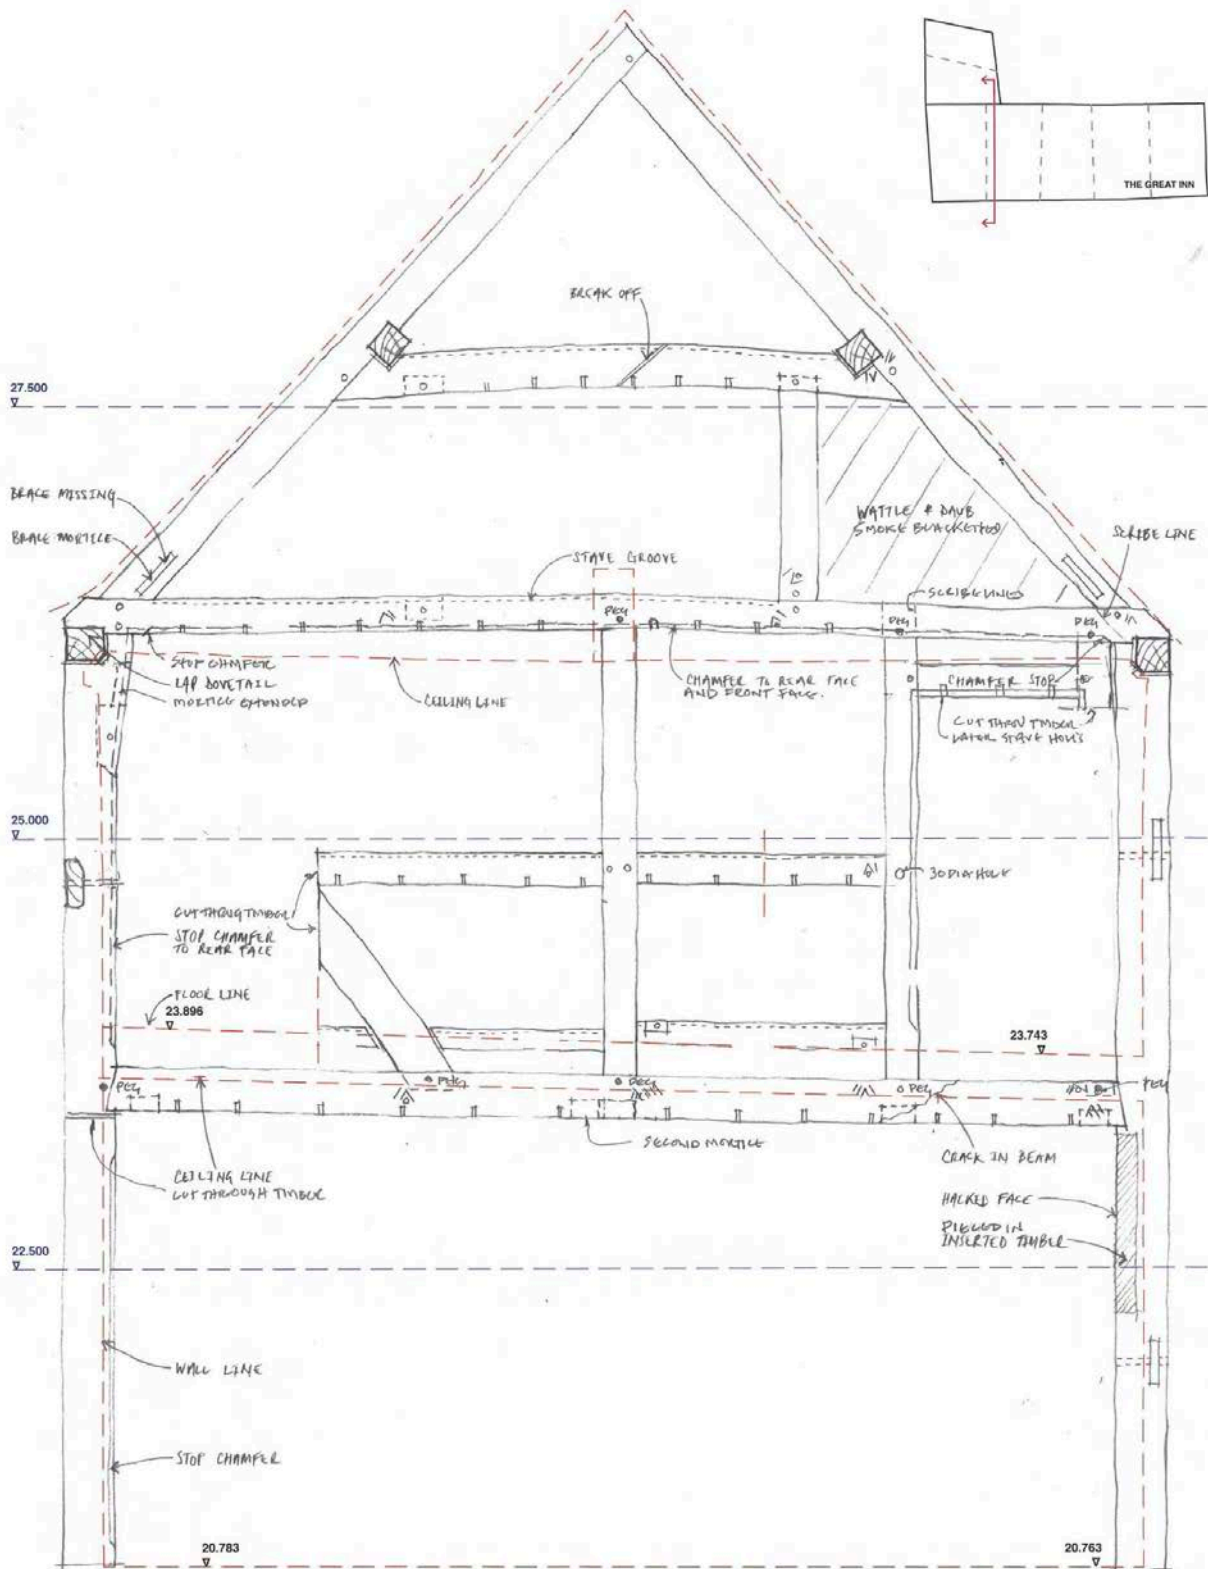 THE GREAT INN
BREAK OFF
27.500
BRACE MISSING
BRACE MORTICE
WATTLE & DAUB
SMOKE BLACKENED
SCRIBE LINE
STAVE GROOVE
SCRIBE LINES
PEG
PEG
PEG
STOP CHAMFER
LAP DOVETAIL
MORTICE EXTENDED
CEILING LINE
CHAMFER TO REAR FACE
AND FRONT FACE.
CHAMFER STOP
CUT THRU TIMBER
LATER STAVE HOLES
25.000
30 DIA HOLE
CUT THRU TIMBER
STOP CHAMFER
TO REAR FACE
FLOOR LINE
23.896
23.743
PEG
PEG
PEG
PEG
PEG
SECOND MORTICE
CEILING LINE
CUT THROUGH TIMBER
CRACK IN BEAM
HACKED FACE
PIECED IN
INSERTED TIMBER
22.500
WALL LINE
STOP CHAMFER
20.783
20.763